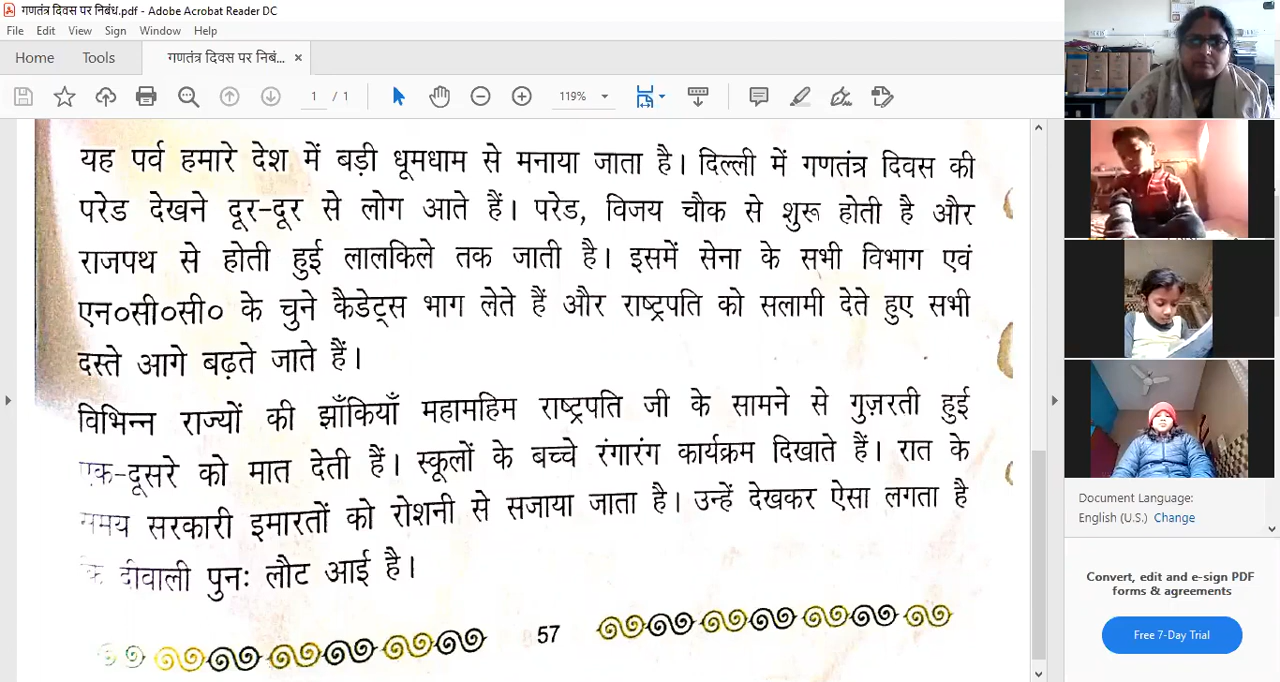 गणतंत्र दिवस पर निबंध.pdf - Adobe Acrobat Reader DC
File Edit View Sign Window Help
Home Tools गणतंत्र दिवस पर निबं... ×
1 / 1 119%
यह पर्व हमारे देश में बड़ी धूमधाम से मनाया जाता है। दिल्ली में गणतंत्र दिवस की
परेड देखने दूर-दूर से लोग आते हैं। परेड, विजय चौक से शुरू होती है और
राजपथ से होती हुई लालकिले तक जाती है। इसमें सेना के सभी विभाग एवं
एन०सी०सी० के चुने कैडेट्स भाग लेते हैं और राष्ट्रपति को सलामी देते हुए सभी
दस्ते आगे बढ़ते जाते हैं।
विभिन्न राज्यों की झाँकियाँ महामहिम राष्ट्रपति जी के सामने से गुज़रती हुई
एक-दूसरे को मात देती हैं। स्कूलों के बच्चे रंगारंग कार्यक्रम दिखाते हैं। रात के
समय सरकारी इमारतों को रोशनी से सजाया जाता है। उन्हें देखकर ऐसा लगता है
कि दीवाली पुनः लौट आई है।
57
Document Language:
English (U.S.) Change
Convert, edit and e-sign PDF
forms & agreements
Free 7-Day Trial